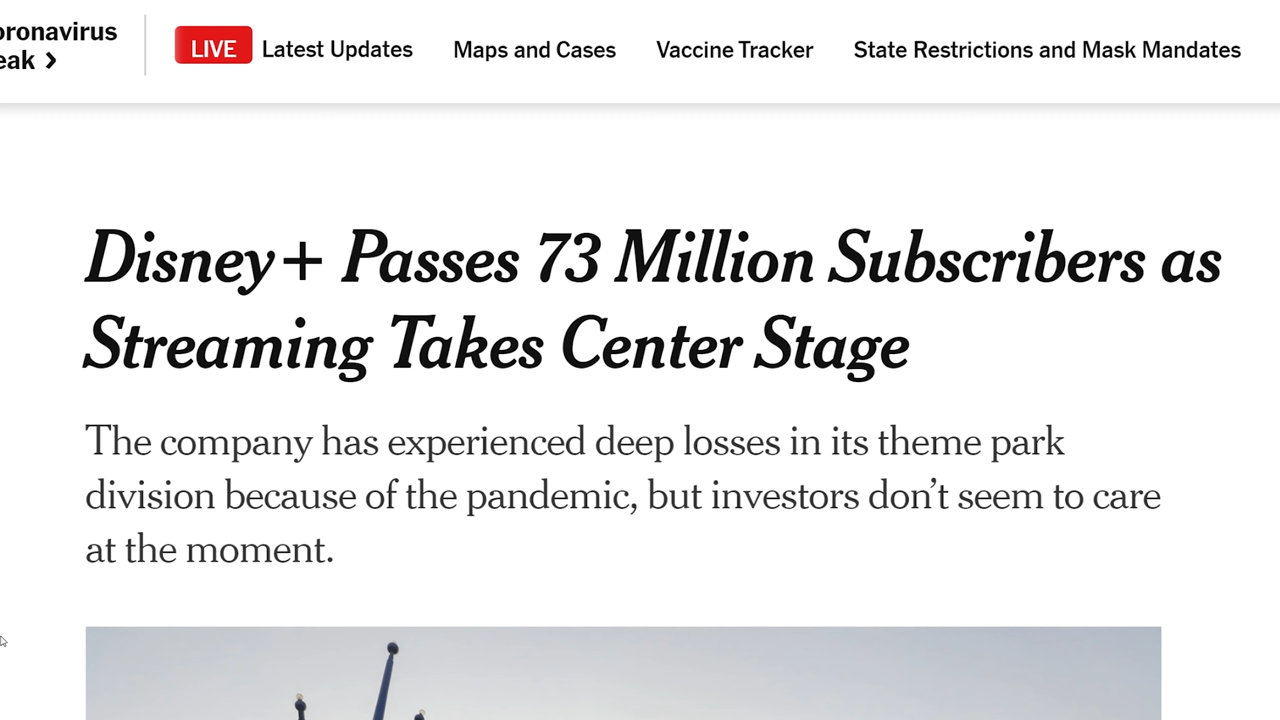 oronavirus
eak
LIVE Latest Updates Maps and Cases Vaccine Tracker State Restrictions and Mask Mandates
Disney+ Passes 73 Million Subscribers as
Streaming Takes Center Stage
The company has experienced deep losses in its theme park
division because of the pandemic, but investors don’t seem to care
at the moment.